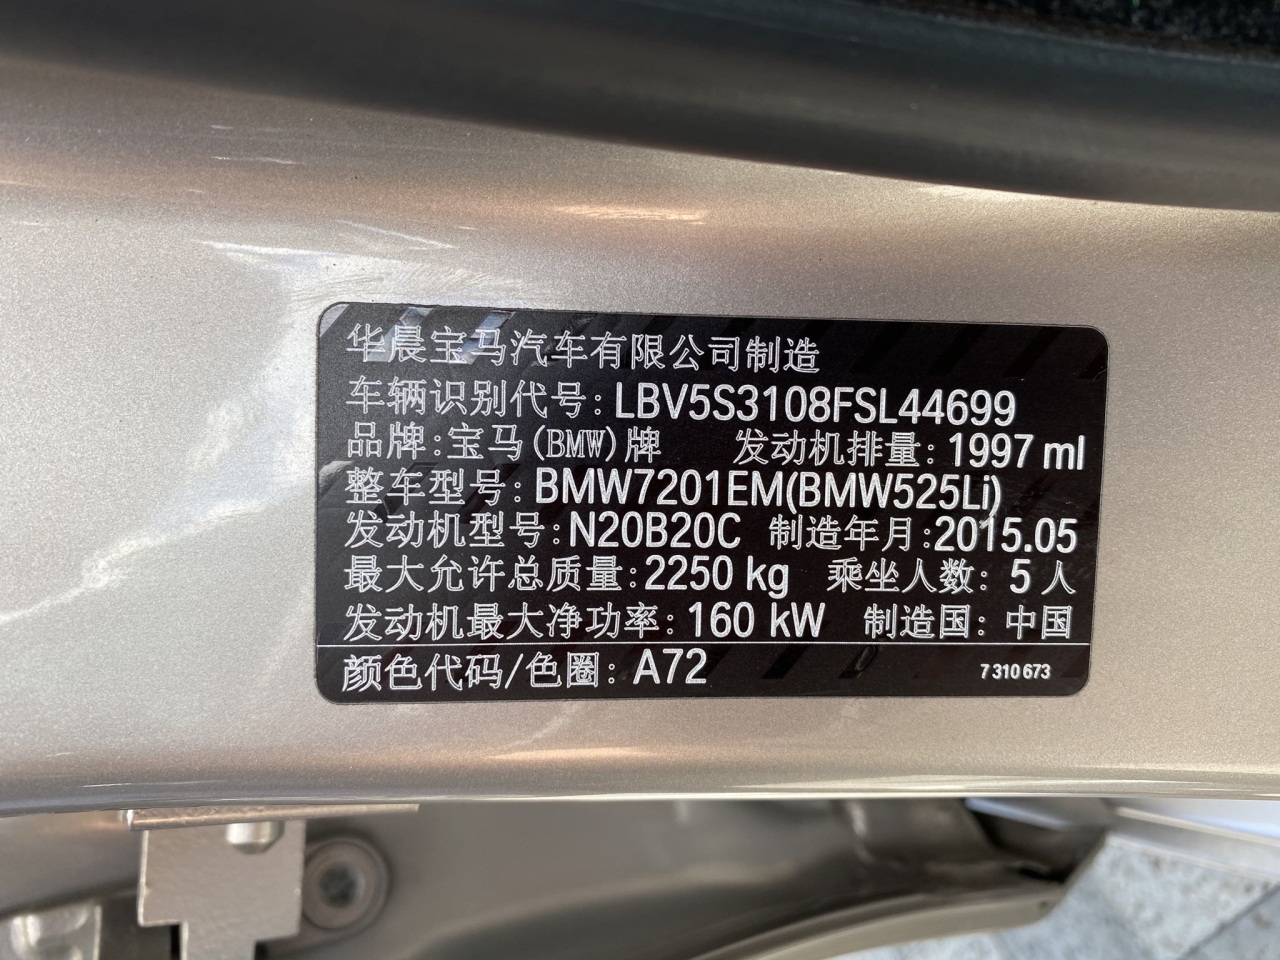 华晨宝马汽车有限公司制造
车辆识别代号: LBV5S3108FSL44699
品牌:宝马(BMW)牌 发动机排量: 1997 ml
整车型号: BMW7201EM(BMW525Li)
发动机型号: N20B20C 制造年月:2015.05
最大允许总质量:2250 kg 乘坐人数: 5人
发动机最大净功率: 160 kW 制造国: 中国
颜色代码/色圈: A72 7 310 673